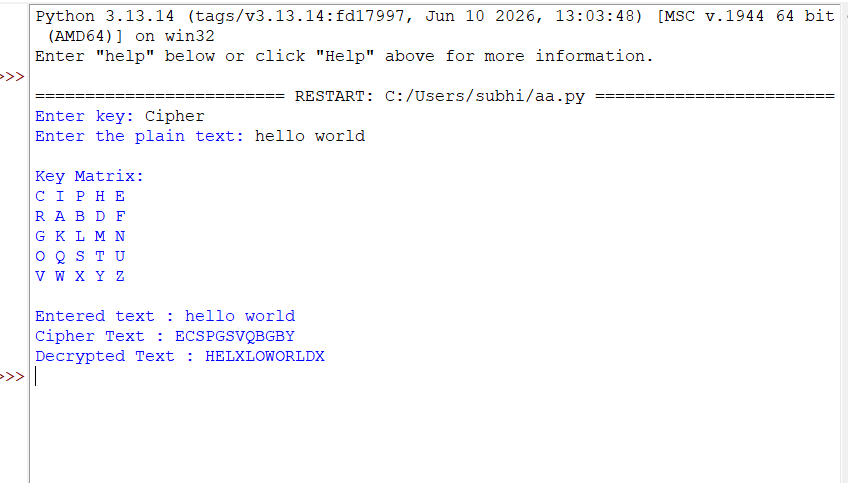 Python 3.13.14 (tags/v3.13.14:fd17997, Jun 10 2026, 13:03:48) [MSC v.1944 64 bit
(AMD64)] on win32
Enter "help" below or click "Help" above for more information.
>>>
========================= RESTART: C:/Users/subhi/aa.py ========================
Enter key: Cipher
Enter the plain text: hello world
Key Matrix:
C I P H E
R A B D F
G K L M N
O Q S T U
V W X Y Z
Entered text : hello world
Cipher Text : ECSPGSVQBGBY
Decrypted Text : HELXLOWORLDX
>>>